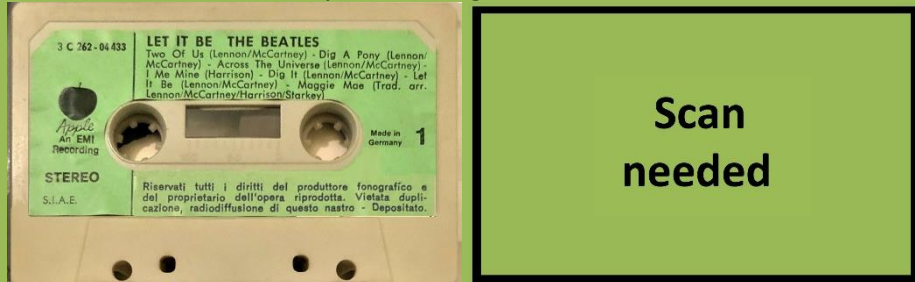 3 C 262-04433
LET IT BE THE BEATLES
Two Of Us (Lennon/McCartney) - Dig A Pony (Lennon/
McCartney) - Across The Universe (Lennon/McCartney) -
I Me Mine (Harrison) - Dig It (Lennon/McCartney) - Let
It Be (Lennon/McCartney) - Maggie Mae (Trad. arr.
Lennon/McCartney/Harrison/Starkey)
Apple
An EMI
Recording
Made in
Germany
1
STEREO
S.I.A.E.
Riservati tutti i diritti del produttore fonografico e
del proprietario dell'opera riprodotta. Vietata dupli-
cazione, radiodiffusione di questo nastro - Depositato.
Scan
needed